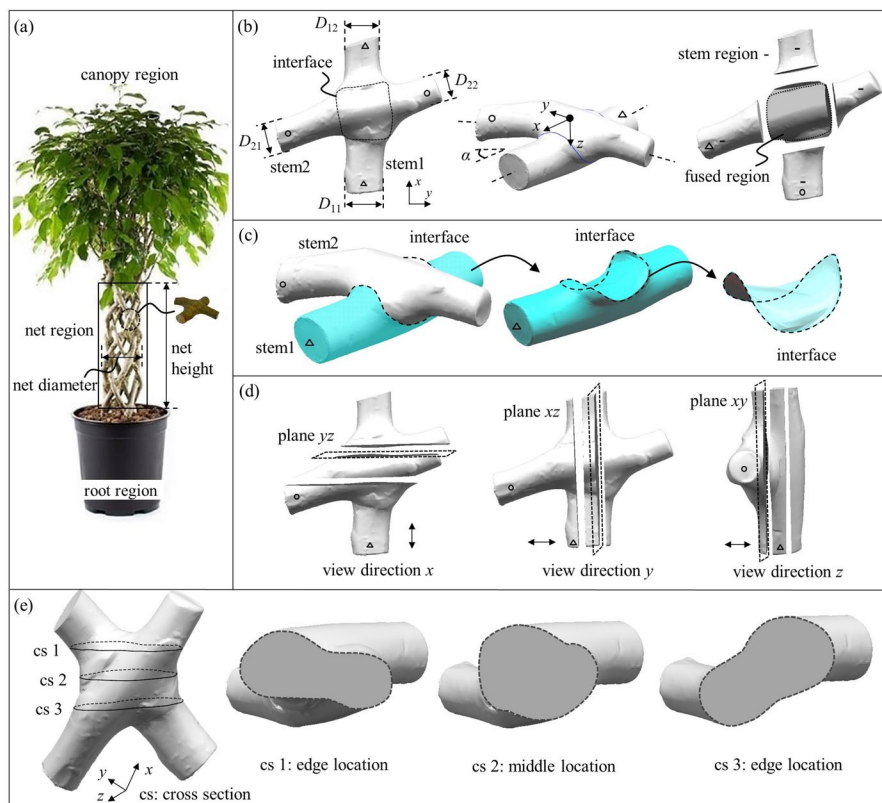 (a)
canopy region
net region
net height
net diameter
root region
(b)
D12
interface
D22
D21
stem2
stem1
D11
x
y
y
x
z
α
stem region
fused region
(c)
stem2
interface
stem1
interface
interface
(d)
plane yz
view direction x
plane xz
view direction y
plane xy
view direction z
(e)
cs 1
cs 2
cs 3
y
x
z
cs: cross section
cs 1: edge location
cs 2: middle location
cs 3: edge location